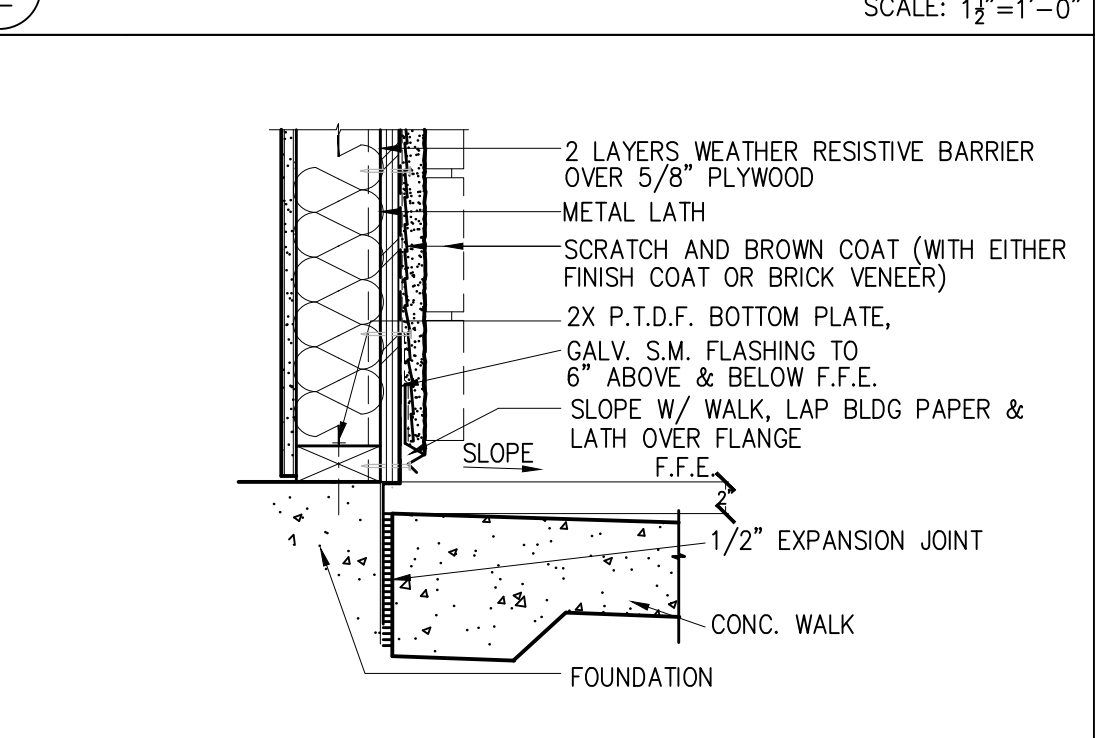 SCALE: 1 1/2"=1'-0"
2 LAYERS WEATHER RESISTIVE BARRIER
OVER 5/8" PLYWOOD
METAL LATH
SCRATCH AND BROWN COAT (WITH EITHER
FINISH COAT OR BRICK VENEER)
2X P.T.D.F. BOTTOM PLATE,
GALV. S.M. FLASHING TO
6" ABOVE & BELOW F.F.E.
SLOPE W/ WALK, LAP BLDG PAPER &
LATH OVER FLANGE
SLOPE
F.F.E.
2"
1/2" EXPANSION JOINT
CONC. WALK
FOUNDATION